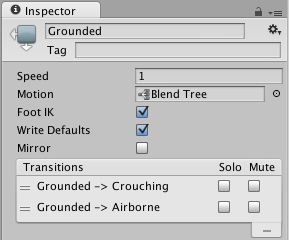 Inspector
Grounded
Tag
Speed 1
Motion Blend Tree
Foot IK
Write Defaults
Mirror
Transitions Solo Mute
Grounded -> Crouching
Grounded -> Airborne